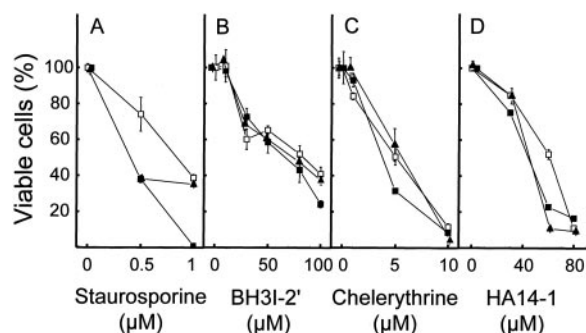 A B C D
Viable cells (%)
100
80
60
40
20
0 0.5 1 0 50 100 0 5 10 0 40 80
Staurosporine BH3I-2' Chelerythrine HA14-1
(µM) (µM) (µM) (µM)